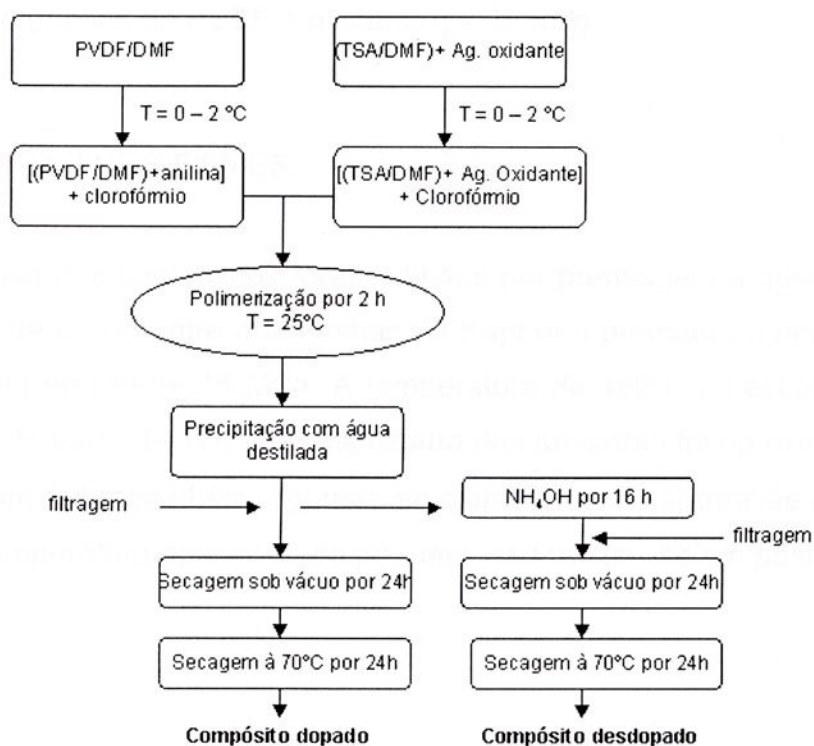 PVDF/DMF
(TSA/DMF)+ Ag. oxidante
T = 0 – 2 °C
T = 0 – 2 °C
[(PVDF/DMF)+anilina]
+ clorofórmio
[(TSA/DMF)+ Ag. Oxidante]
+ Clorofórmio
Polimerização por 2 h
T = 25°C
Precipitação com água
destilada
filtragem
NH₄OH por 16 h
filtragem
Secagem sob vácuo por 24h
Secagem sob vácuo por 24h
Secagem à 70°C por 24h
Secagem à 70°C por 24h
Compósito dopado
Compósito desdopado